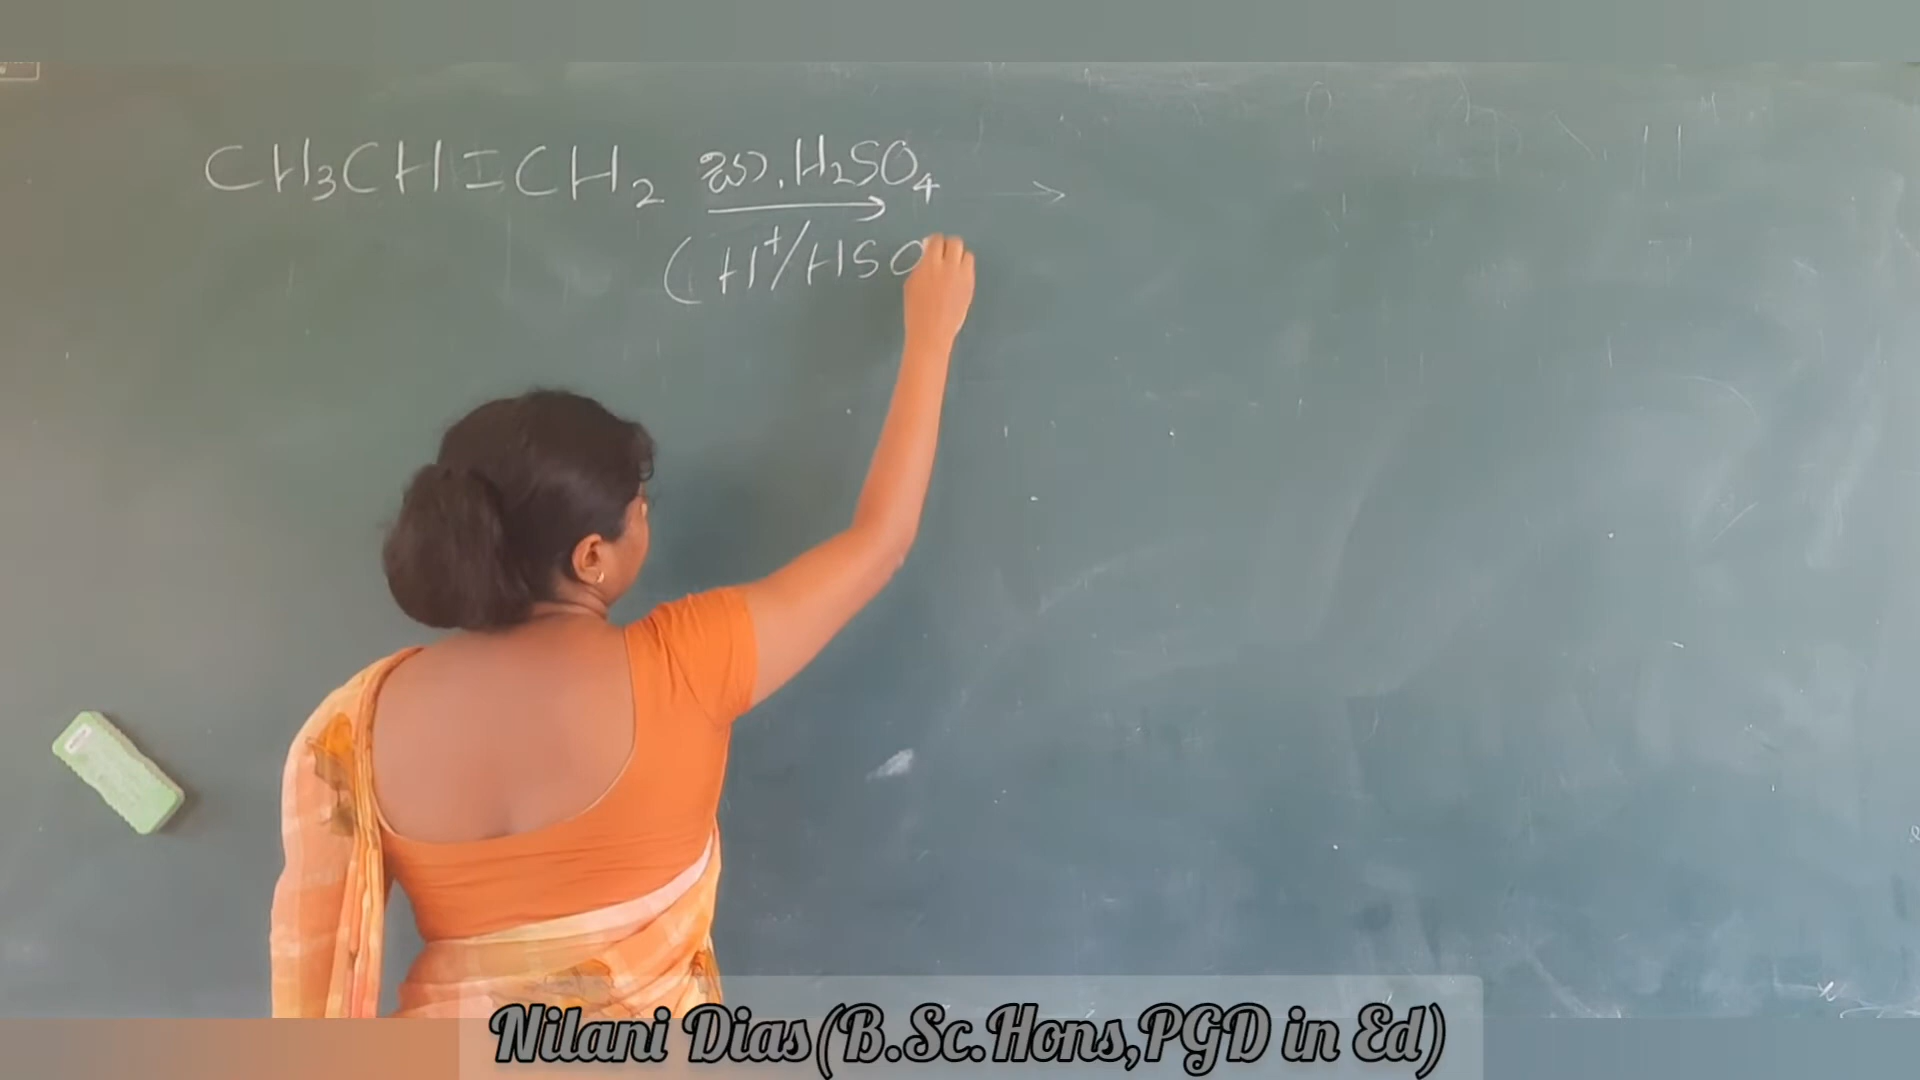 CH₃CH=CH₂ සා.H₂SO₄
(H⁺/HSO
Nilani Dias(B.Sc.Hons,PGD in Ed)